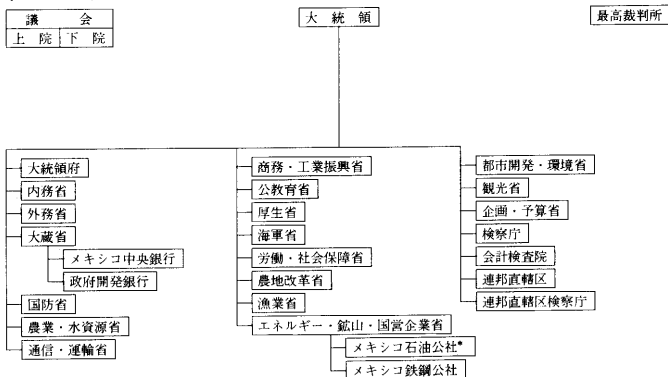 議会
上院 下院
大統領
最高裁判所
大統領府
内務省
外務省
大蔵省
メキシコ中央銀行
政府開発銀行
国防省
農業・水資源省
通信・運輸省
商務・工業振興省
公教育省
厚生省
海軍省
労働・社会保障省
農地改革省
漁業省
エネルギー・鉱山・国営企業省
メキシコ石油公社*
メキシコ鉄鋼公社
都市開発・環境省
観光省
企画・予算省
検察庁
会計検査院
連邦直轄区
連邦直轄区検察庁